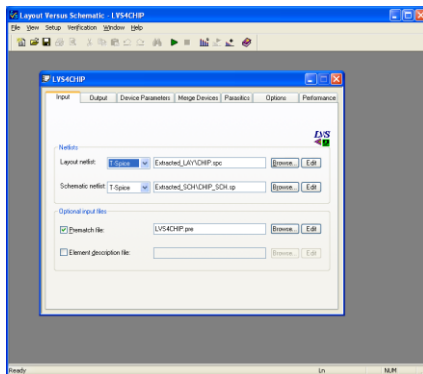 Layout Versus Schematic - LVS4CHIP
File View Setup Verification Window Help
LVS4CHIP
Input Output Device Parameters Merge Devices Parasitics Options Performance
LVS
Netlists
Layout netlist: T-Spice Extracted_LAY\CHIP.spc Browse... Edit
Schematic netlist: T-Spice Extracted_SCH\CHIP_SCH.sp Browse... Edit
Optional input files
Prematch file: LVS4CHIP.pre Browse... Edit
Element description file: Browse... Edit
Ready Ln NUM